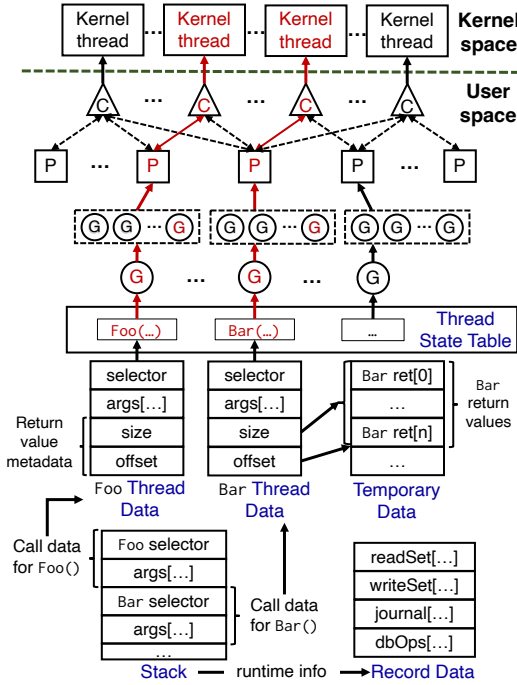 Kernel thread ... Kernel thread ... Kernel thread ... Kernel thread
Kernel space
User space
C ... C ... C ... C
P ... P ... P ... P ... P
G G ... G G G ... G G G ... G
G ... G ... G
Foo(…) Bar(…) …
Thread State Table
selector selector Bar ret[0]
args[…] args[…] …
size size Bar ret[n]
offset offset …
Return value metadata
Bar return values
Foo Thread Data
Bar Thread Data
Temporary Data
Call data for Foo()
Foo selector
args[…]
Bar selector
args[…]
…
Call data for Bar()
readSet[…]
writeSet[…]
journal[…]
dbOps[…]
Stack runtime info Record Data